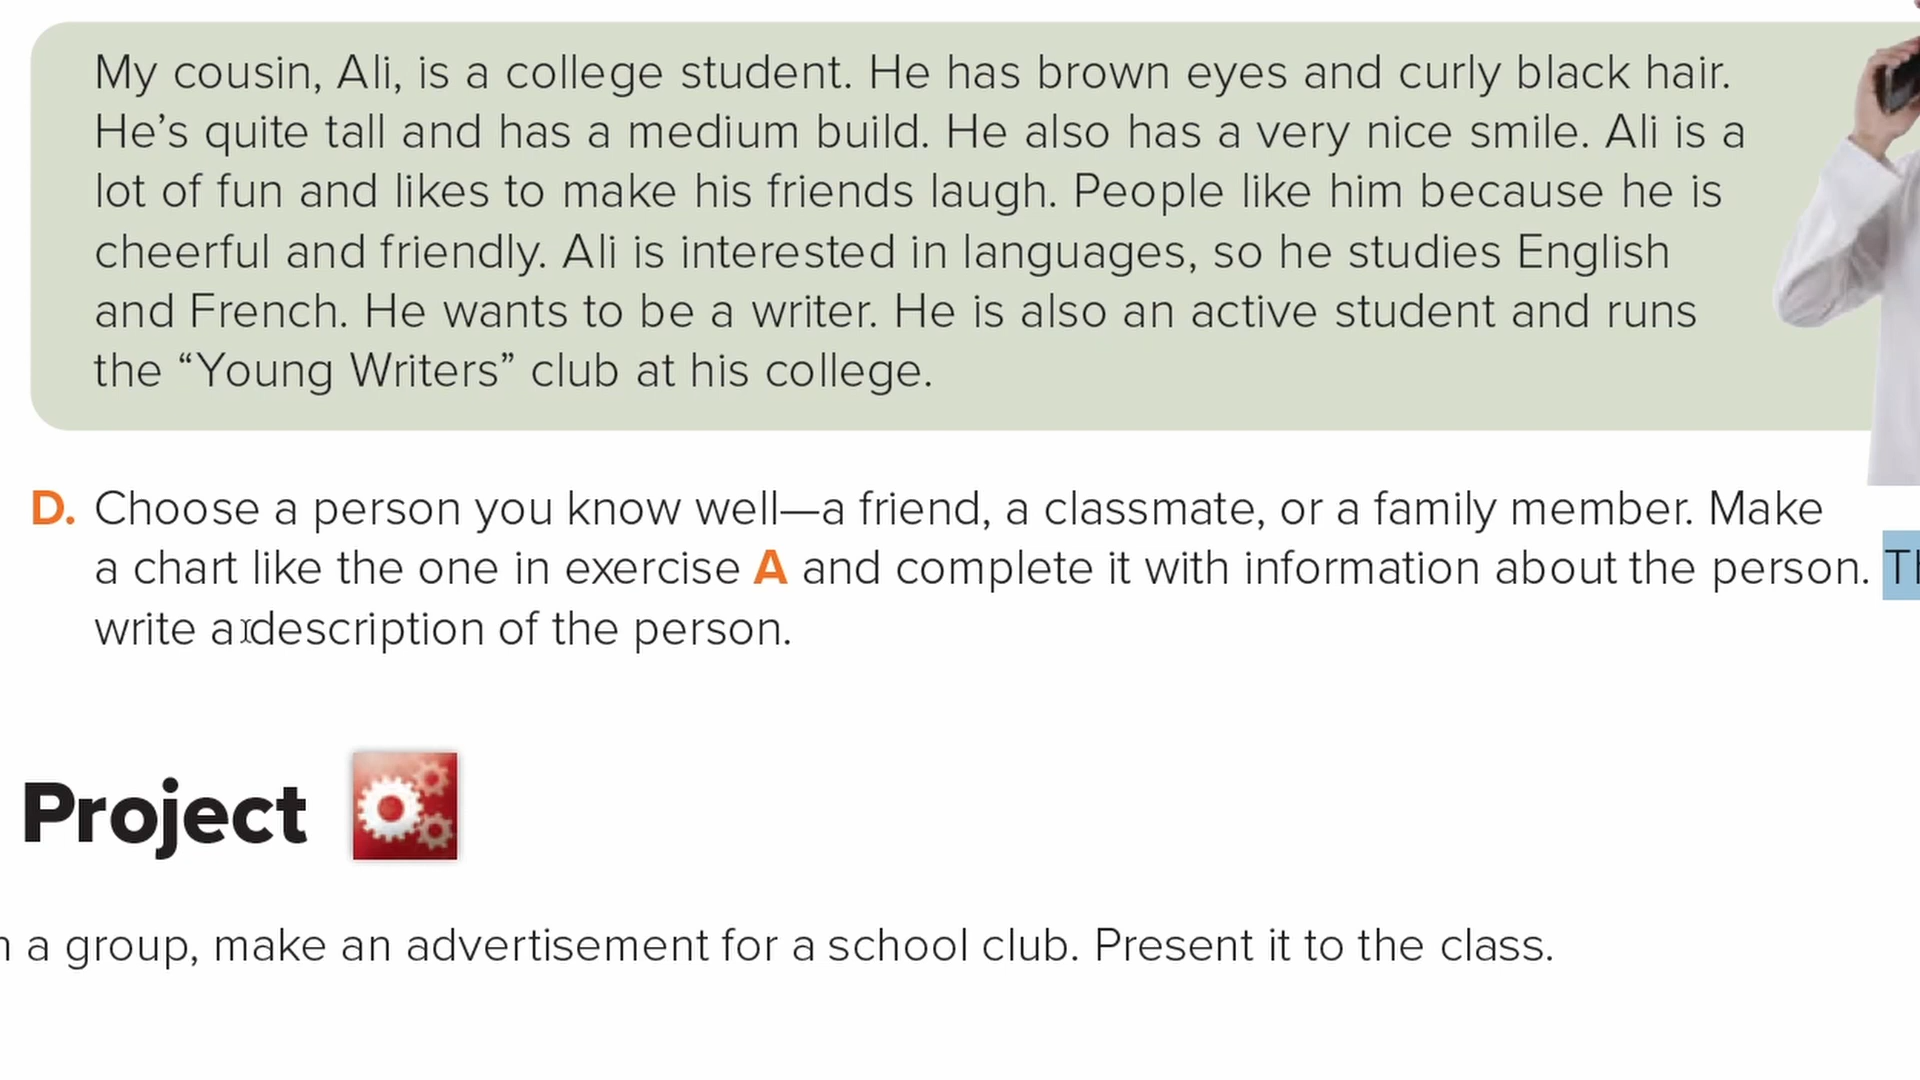 My cousin, Ali, is a college student. He has brown eyes and curly black hair.
He’s quite tall and has a medium build. He also has a very nice smile. Ali is a
lot of fun and likes to make his friends laugh. People like him because he is
cheerful and friendly. Ali is interested in languages, so he studies English
and French. He wants to be a writer. He is also an active student and runs
the “Young Writers” club at his college.
D. Choose a person you know well—a friend, a classmate, or a family member. Make
a chart like the one in exercise A and complete it with information about the person.
write a description of the person.
Project
a group, make an advertisement for a school club. Present it to the class.